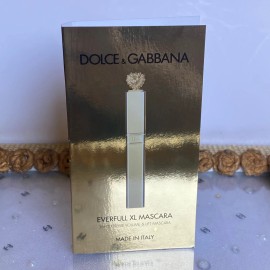 DOLCE & GABBANA
EVERFULL XL MASCARA
MADE IN ITALY